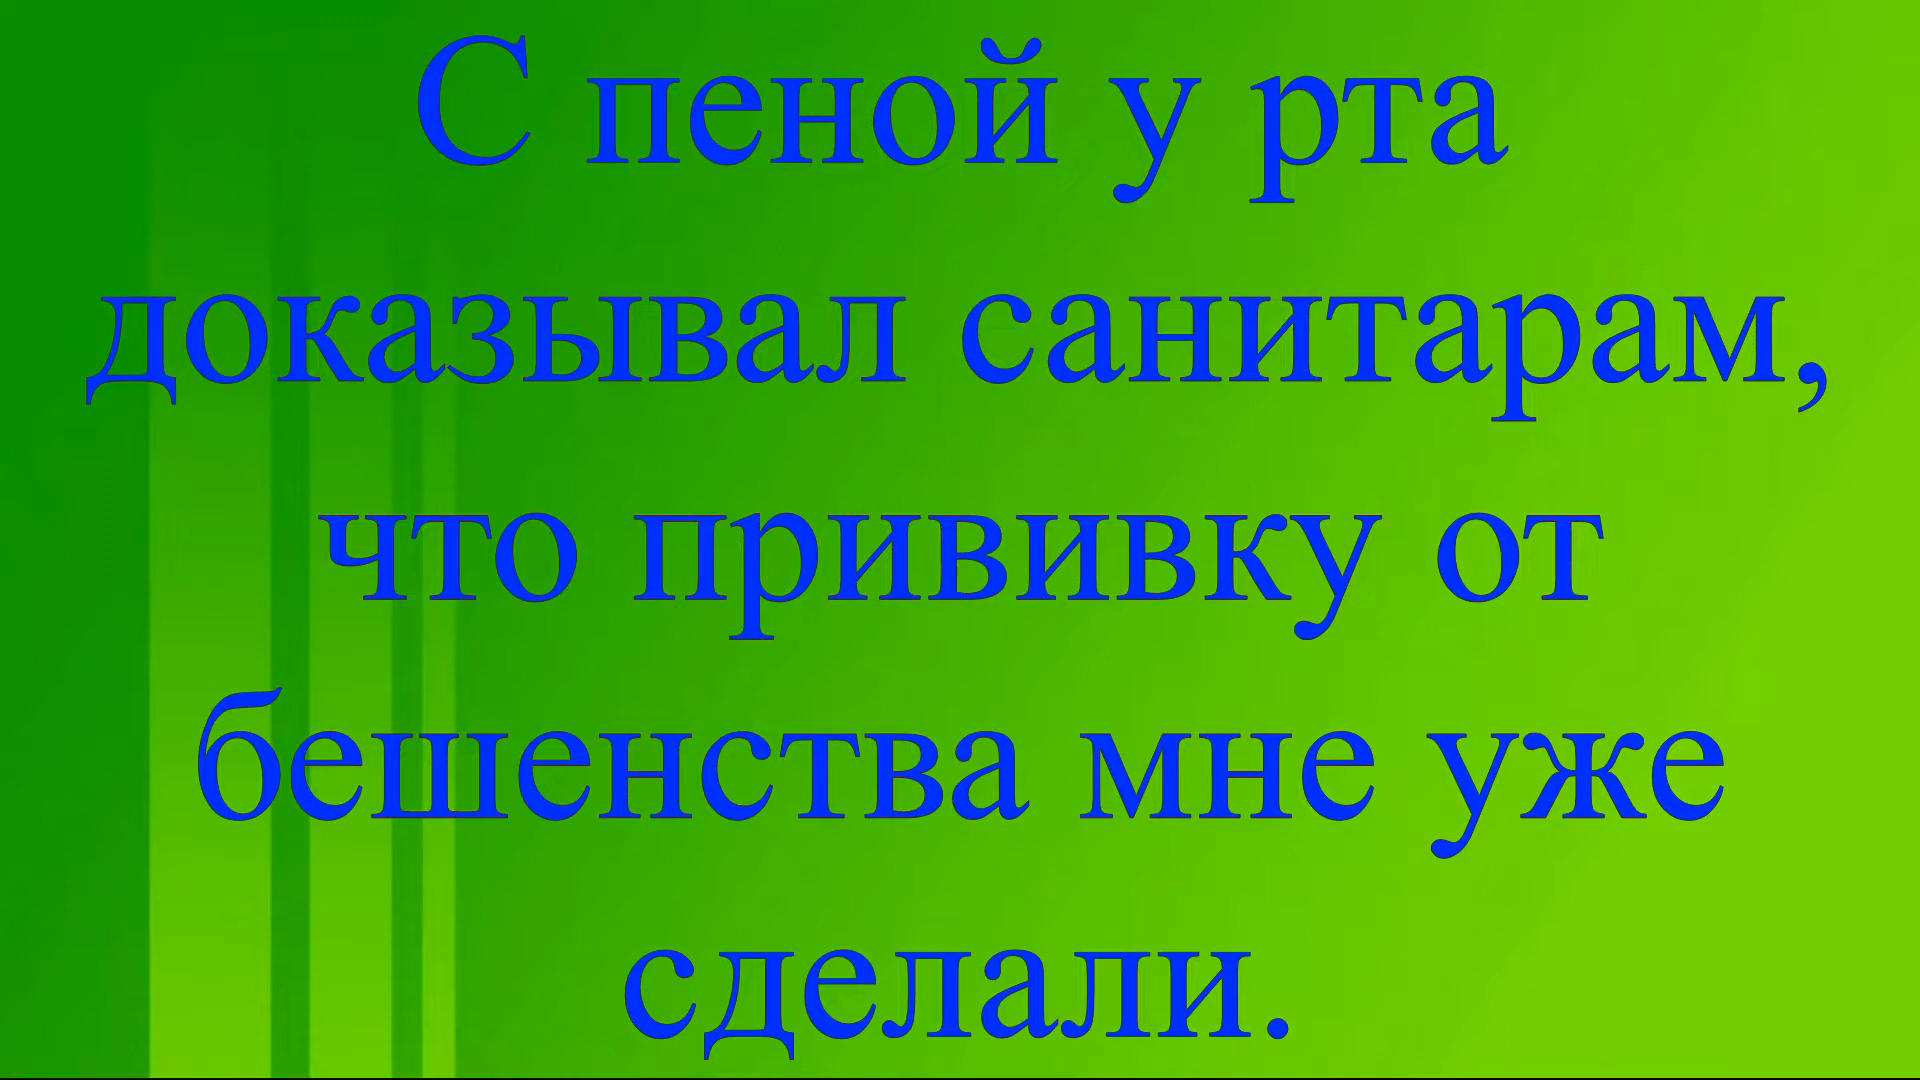 С пеной у рта
доказывал санитарам,
что прививку от
бешенства мне уже
сделали.